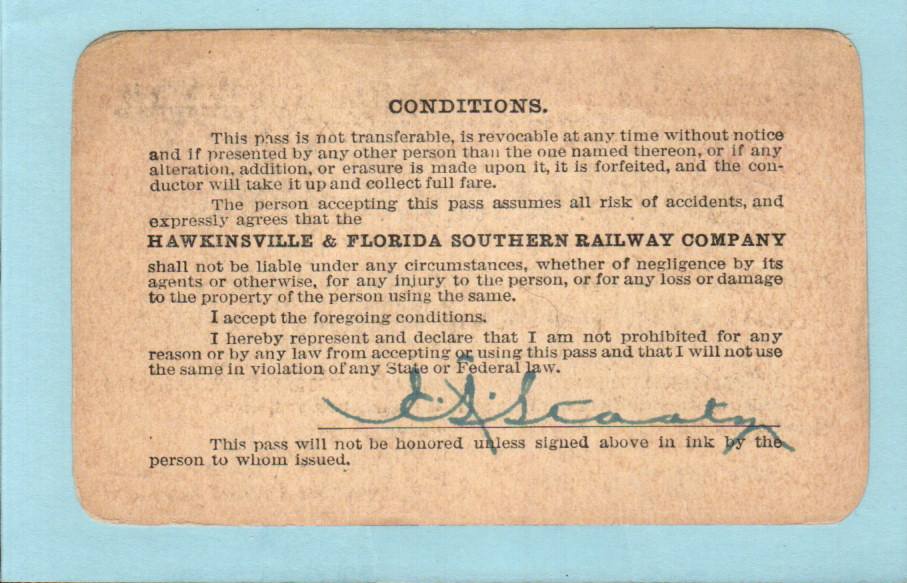 CONDITIONS.
This pass is not transferable, is revocable at any time without notice
and if presented by any other person than the one named thereon, or if any
alteration, addition, or erasure is made upon it, it is forfeited, and the con-
ductor will take it up and collect full fare.
The person accepting this pass assumes all risk of accidents, and
expressly agrees that the
HAWKINSVILLE & FLORIDA SOUTHERN RAILWAY COMPANY
shall not be liable under any circumstances, whether of negligence by its
agents or otherwise, for any injury to the person, or for any loss or damage
to the property of the person using the same.
I accept the foregoing conditions.
I hereby represent and declare that I am not prohibited for any
reason or by any law from accepting or using this pass and that I will not use
the same in violation of any State or Federal law.
This pass will not be honored unless signed above in ink by the
person to whom issued.